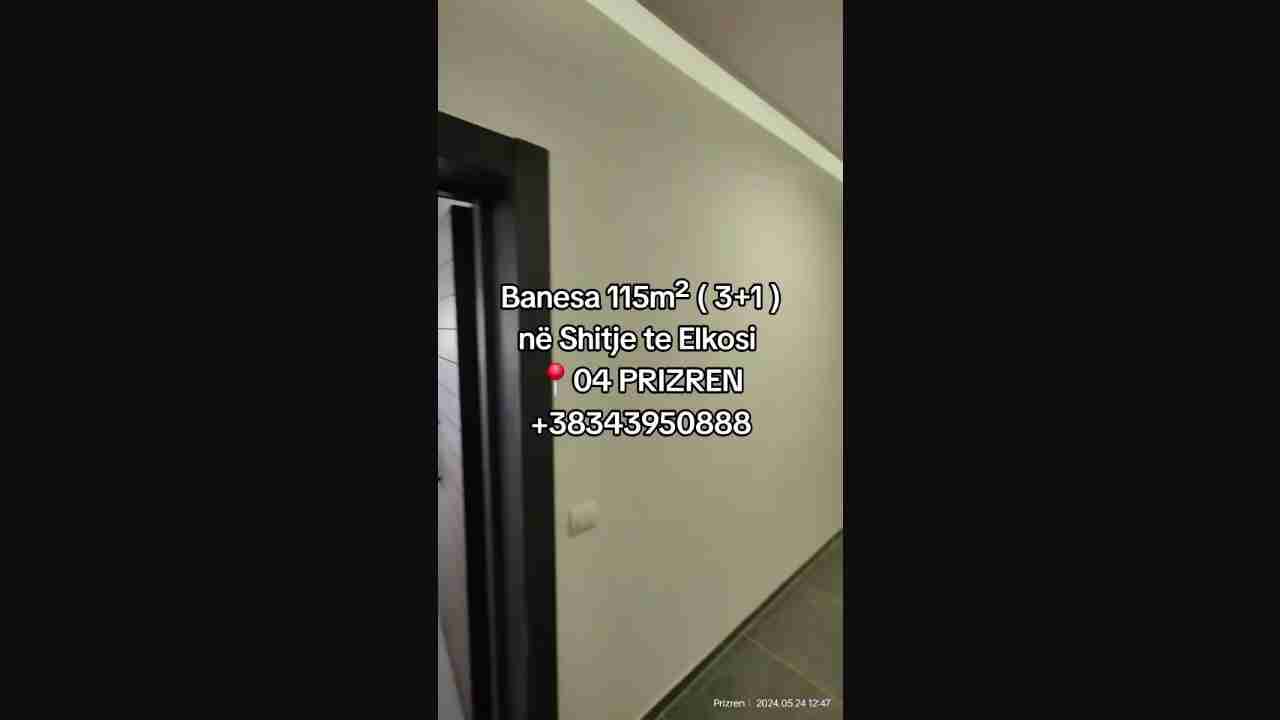 Banesa 115m² ( 3+1 )
në Shitje te Elkosi
📍04 PRIZREN
+38343950888
Prizren | 2024.05.24 12:47